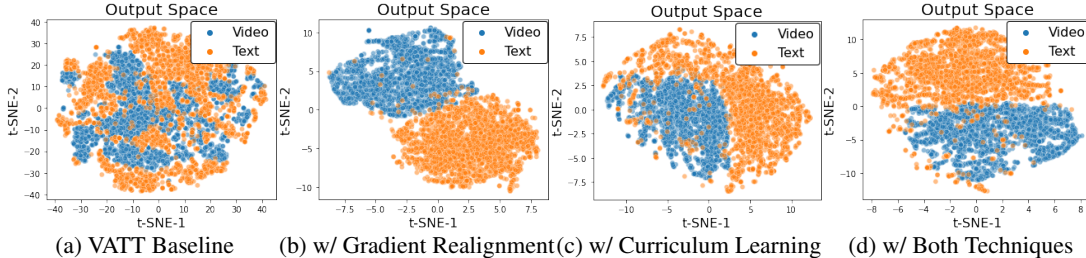 Output Space
Video
Text
t-SNE-2
40
30
20
10
0
−10
−20
−30
−40
−40 −30 −20 −10 0 10 20 30 40
t-SNE-1
(a) VATT Baseline
Output Space
Video
Text
t-SNE-2
10
5
0
−5
−10
−7.5 −5.0 −2.5 0.0 2.5 5.0 7.5
t-SNE-1
(b) w/ Gradient Realignment
Output Space
Video
Text
t-SNE-2
7.5
5.0
2.5
0.0
−2.5
−5.0
−7.5
−10 −5 0 5 10
t-SNE-1
(c) w/ Curriculum Learning
Output Space
Video
Text
t-SNE-2
10
5
0
−5
−10
−8 −6 −4 −2 0 2 4 6 8
t-SNE-1
(d) w/ Both Techniques